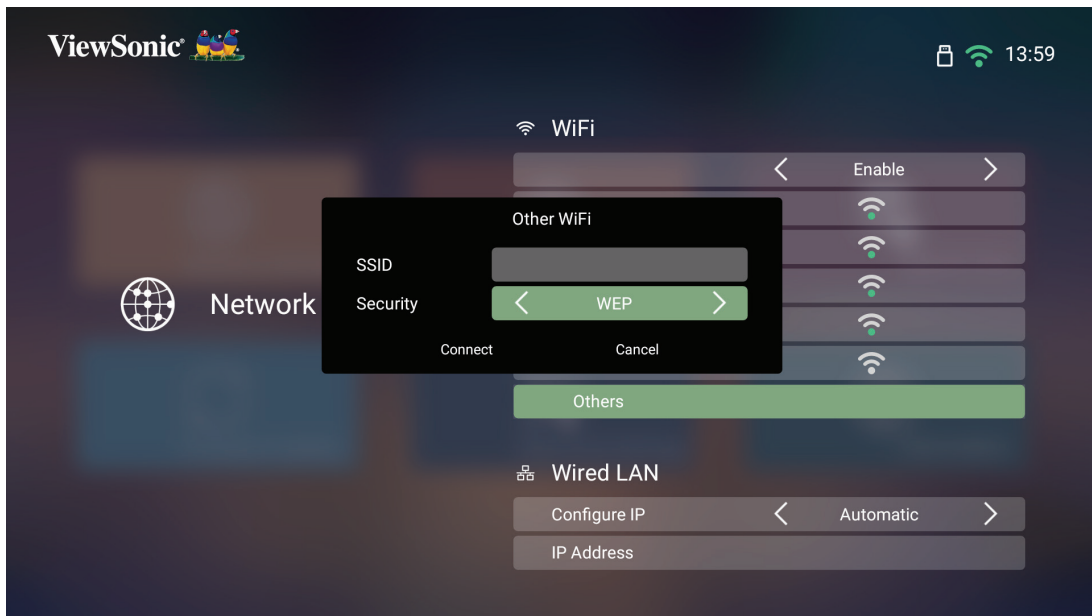 ViewSonic®
13:59
WiFi
Enable
Other WiFi
SSID
Security WEP
Connect Cancel
Network
Others
Wired LAN
Configure IP Automatic
IP Address